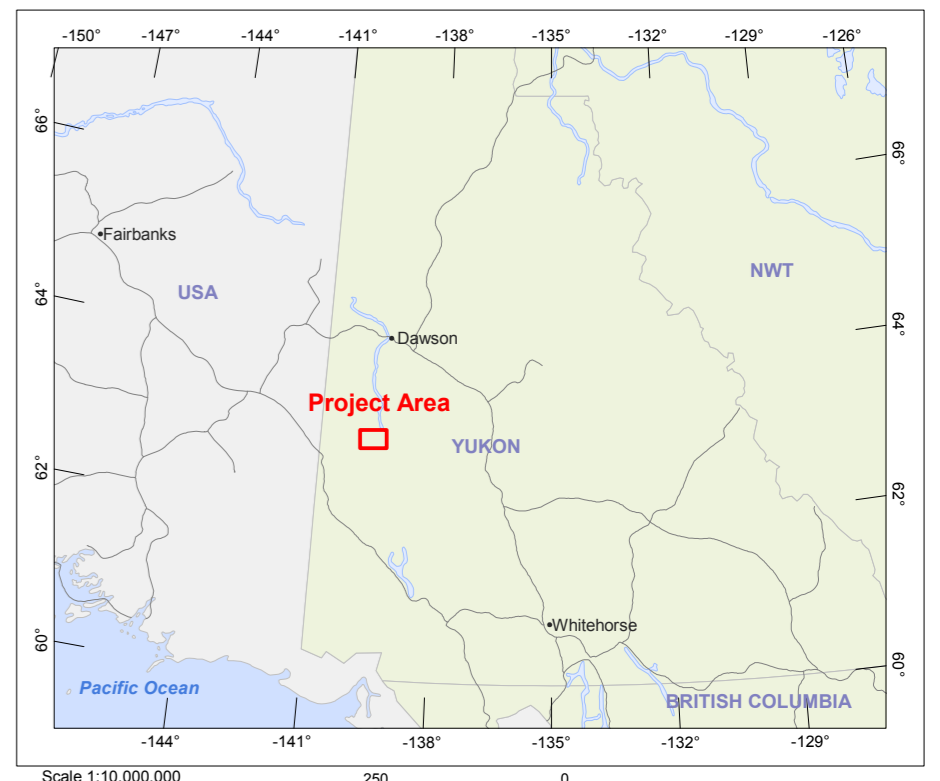 -150° -147° -144° -141° -138° -135° -132° -129° -126°
66°
66°
Fairbanks
NWT
USA
64°
64°
Dawson
Project Area
YUKON
62°
62°
Whitehorse
60°
60°
Pacific Ocean
BRITISH COLUMBIA
-144° -141° -138° -135° -132° -129°
Scale 1:10,000,000 250 0